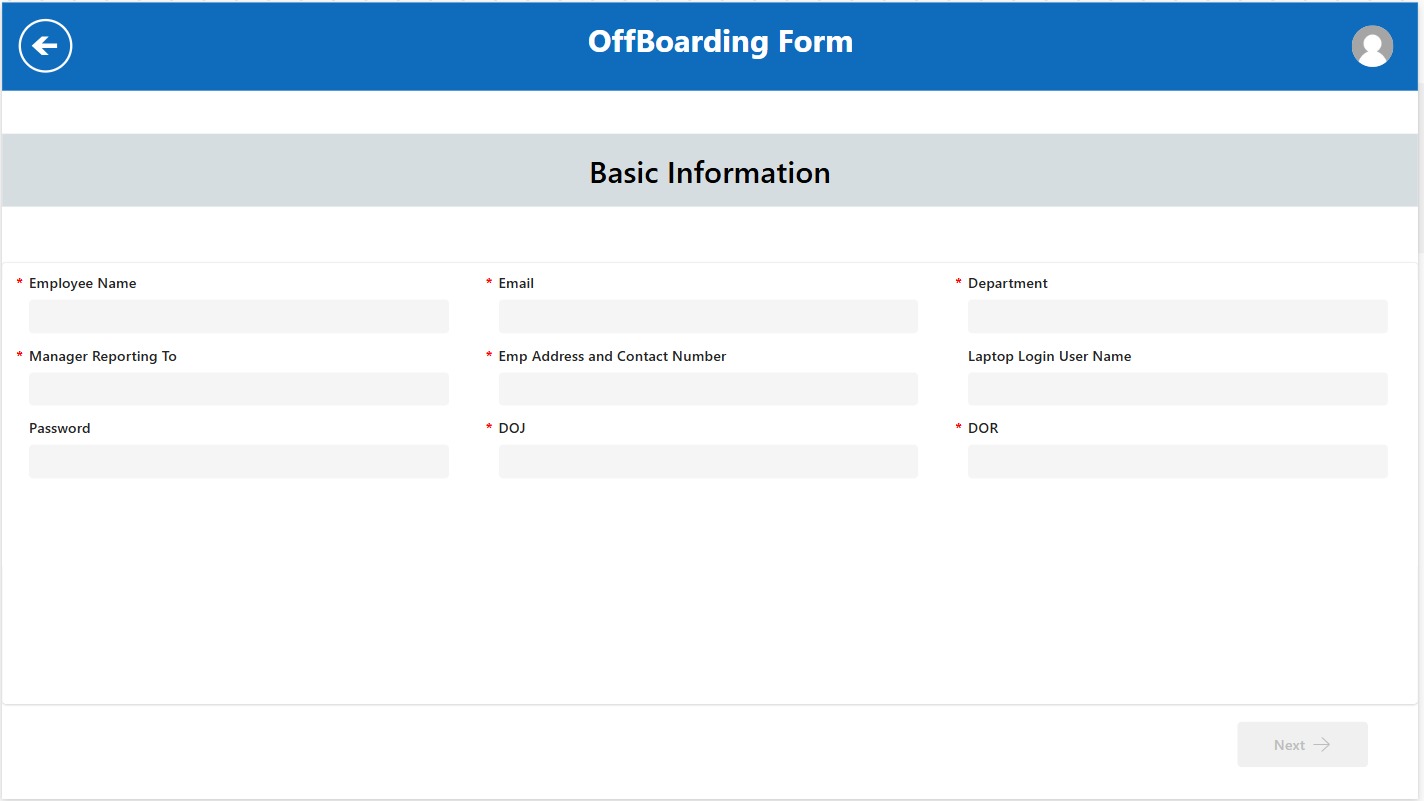 OffBoarding Form
Basic Information
* Employee Name
* Email
* Department
* Manager Reporting To
* Emp Address and Contact Number
Laptop Login User Name
Password
* DOJ
* DOR
Next